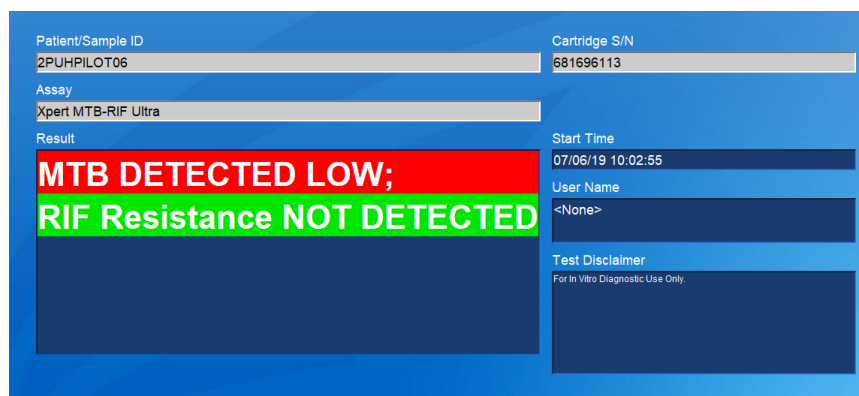 Patient/Sample ID
2PUHPILOT06
Cartridge S/N
681696113
Assay
Xpert MTB-RIF Ultra
Result
MTB DETECTED LOW;
RIF Resistance NOT DETECTED
Start Time
07/06/19 10:02:55
User Name
<None>
Test Disclaimer
For In Vitro Diagnostic Use Only.